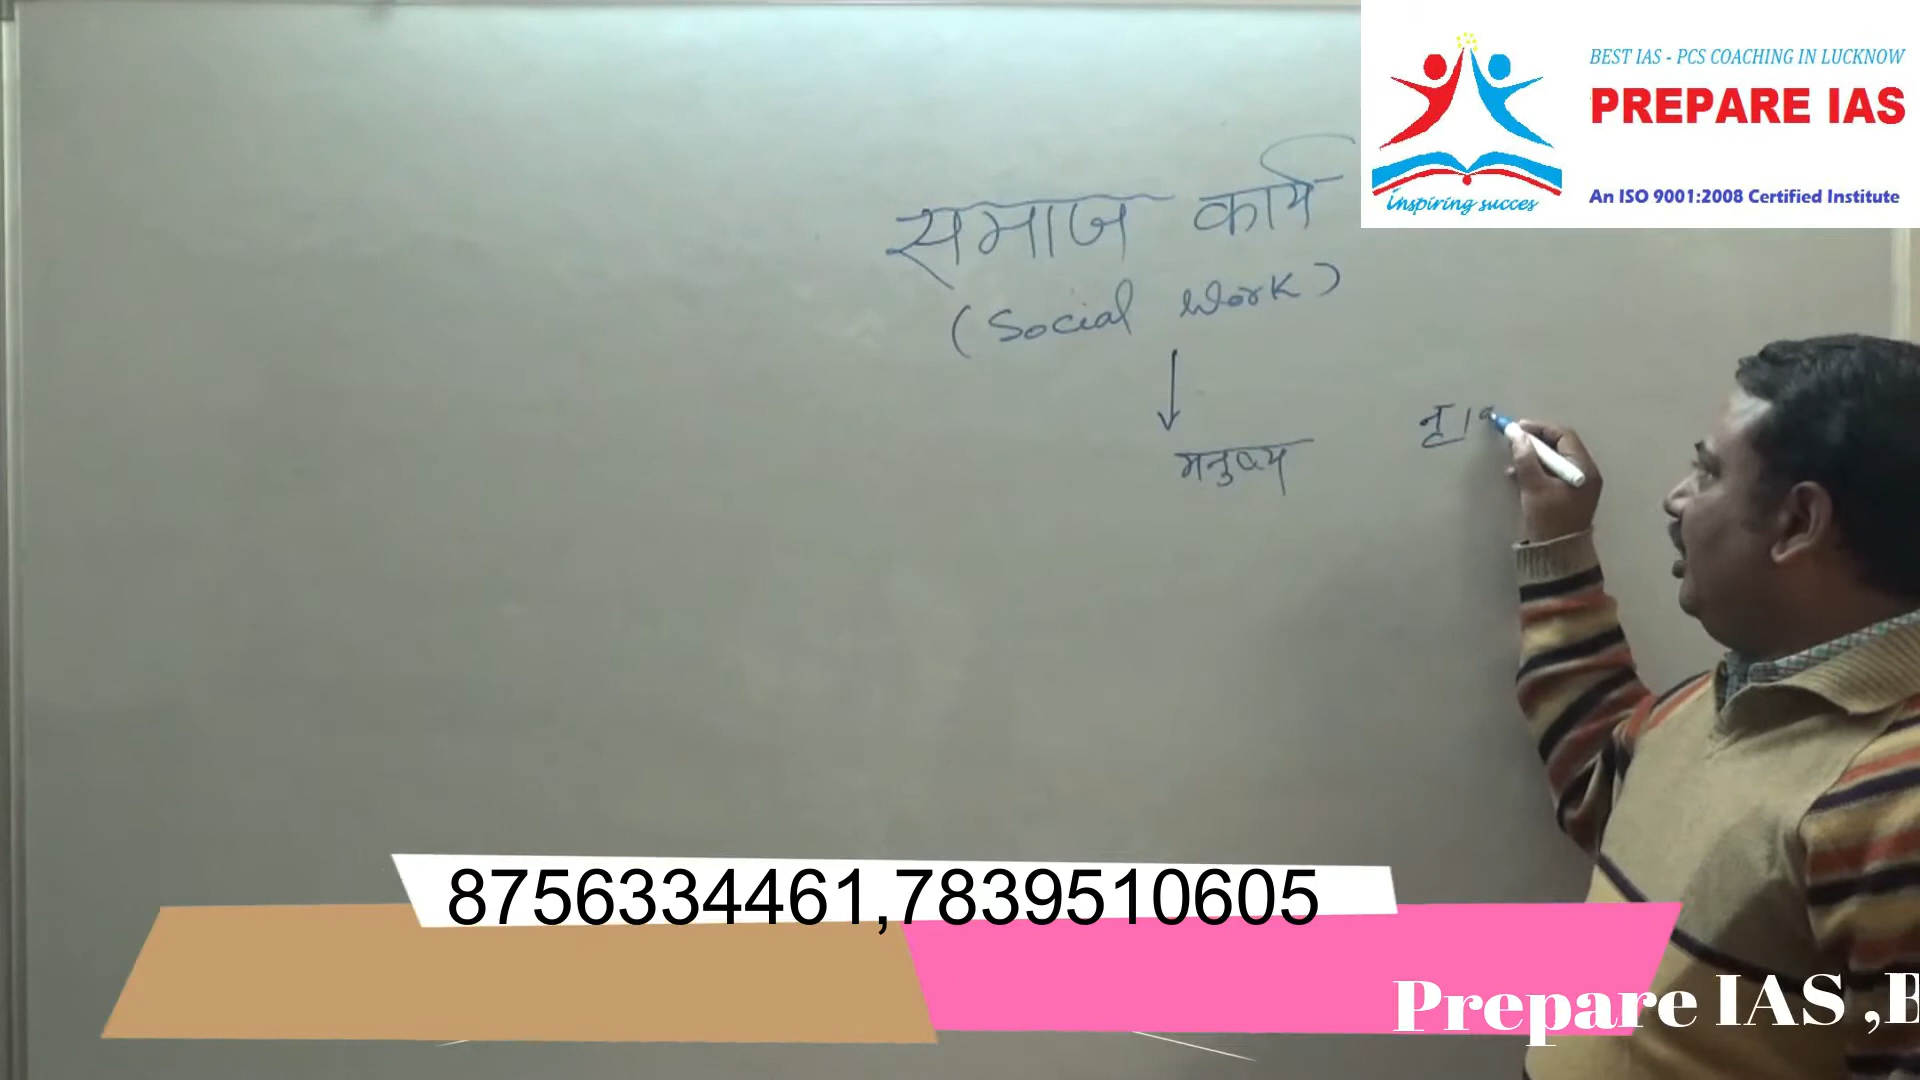 BEST IAS - PCS COACHING IN LUCKNOW
PREPARE IAS
inspiring succes
An ISO 9001:2008 Certified Institute
समाज कार्य
(Social Work)
मनुष्य
8756334461,7839510605
Prepare IAS ,B